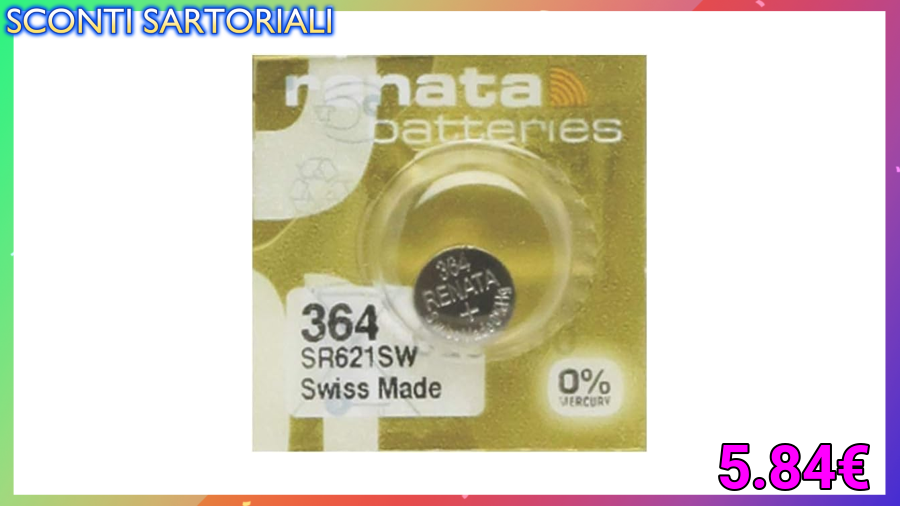 SCONTI SARTORIALI
renata
batteries
364
RENATA
+
364
SR621SW
Swiss Made
0%
MERCURY
5.84€